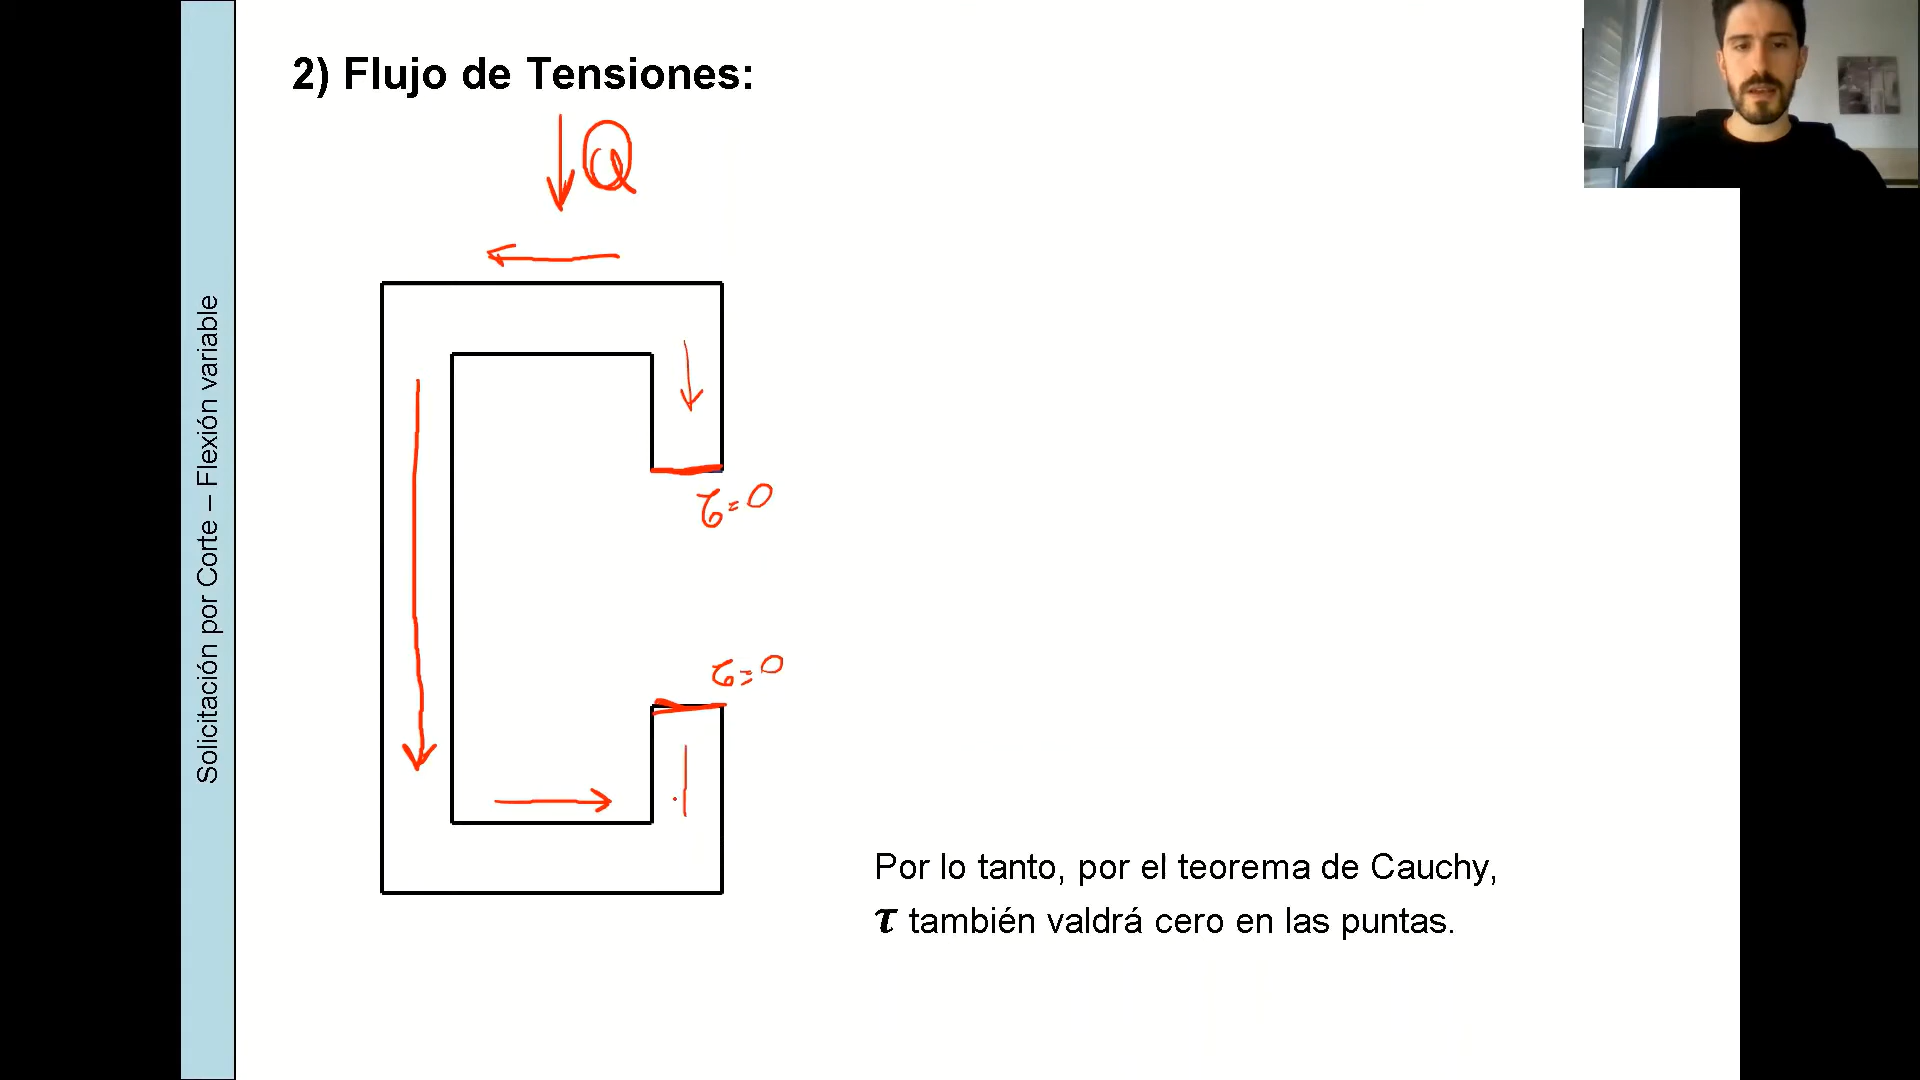 2) Flujo de Tensiones:
Q
τ=0
τ=0
Solicitación por Corte – Flexión variable
Por lo tanto, por el teorema de Cauchy,
τ también valdrá cero en las puntas.